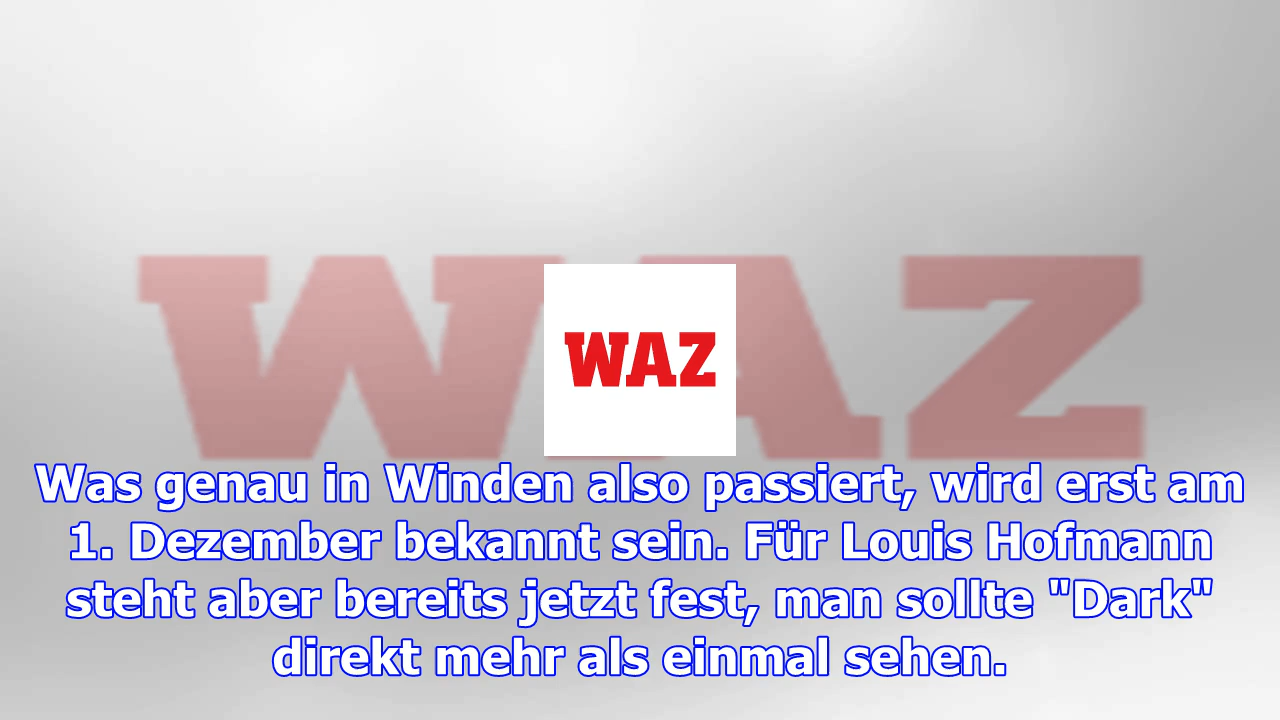 WAZ
WAZ
Was genau in Winden also passiert, wird erst am
1. Dezember bekannt sein. Für Louis Hofmann
steht aber bereits jetzt fest, man sollte "Dark"
direkt mehr als einmal sehen.